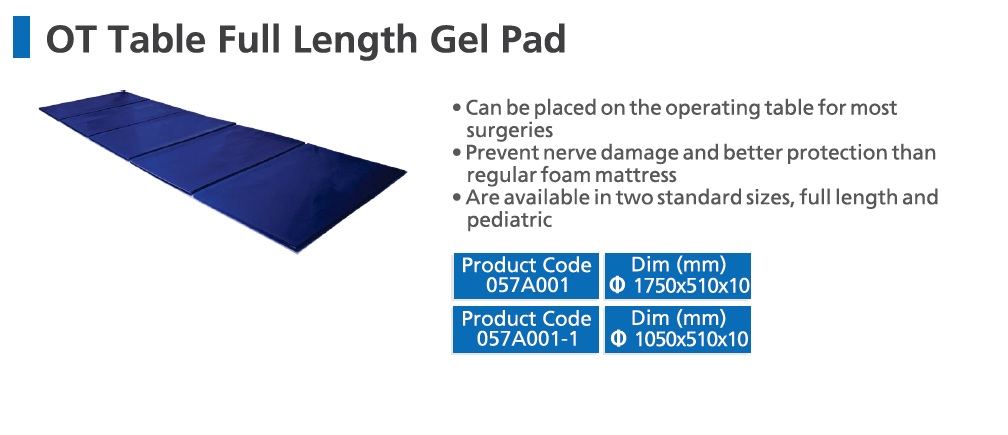 OT Table Full Length Gel Pad
• Can be placed on the operating table for most
surgeries
• Prevent nerve damage and better protection than
regular foam mattress
• Are available in two standard sizes, full length and
pediatric
Product Code
057A001
Dim (mm)
Φ 1750x510x10
Product Code
057A001-1
Dim (mm)
Φ 1050x510x10